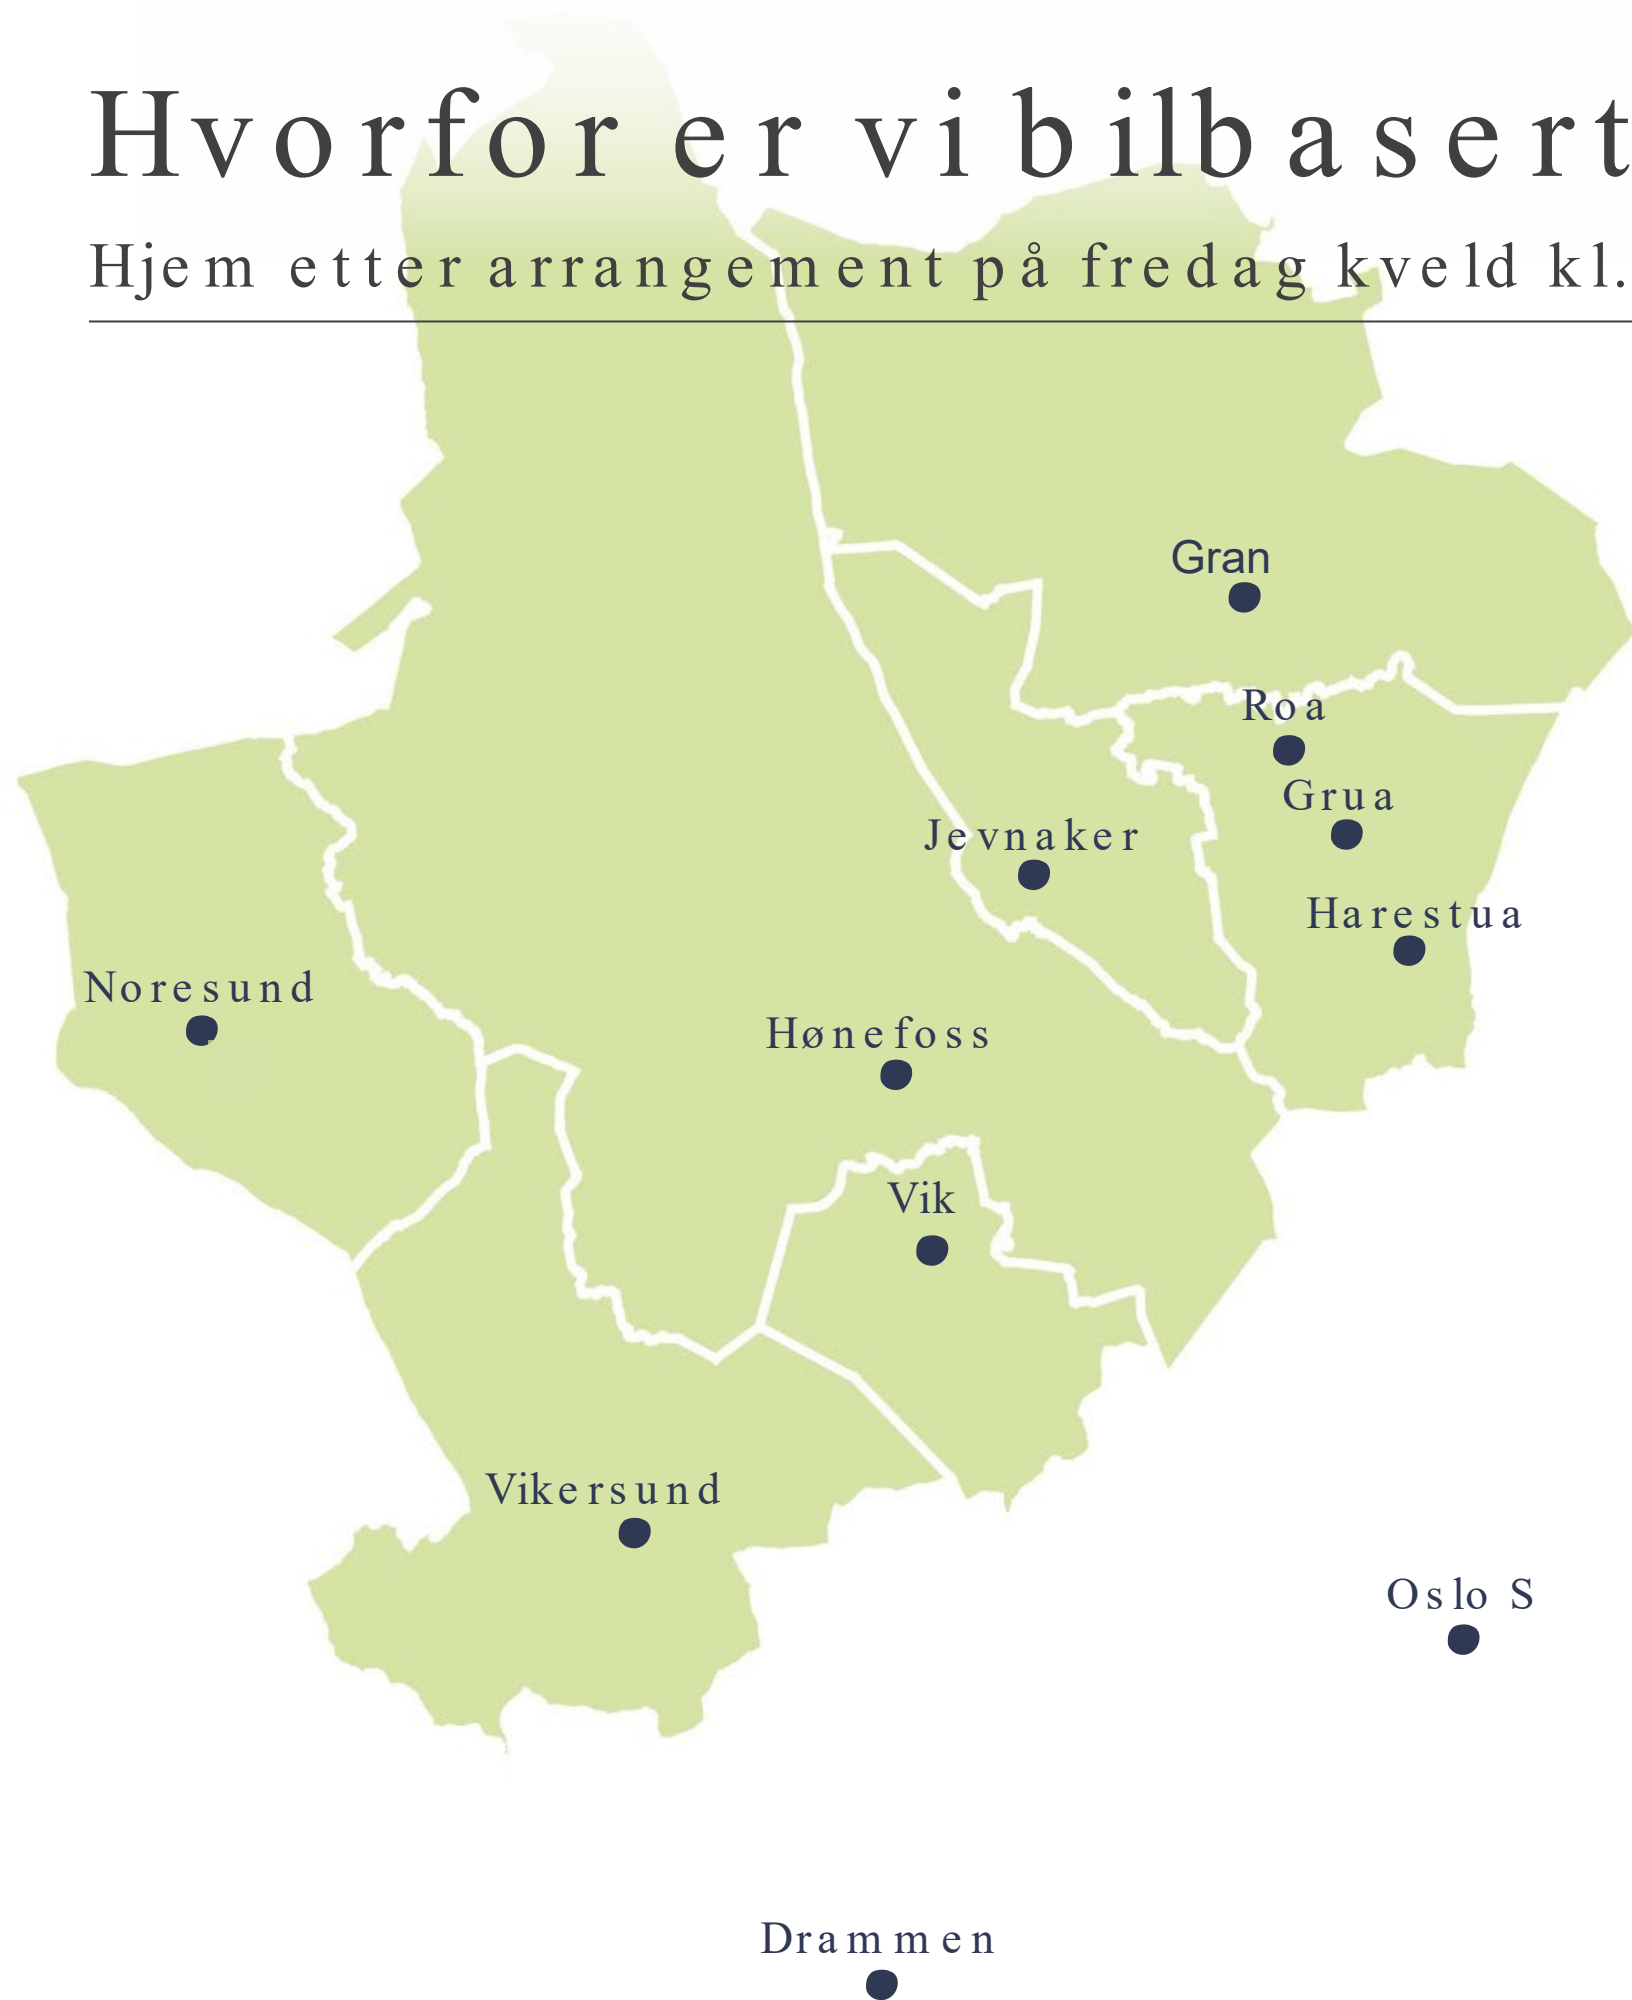 Hvorfor er vi bilbasert
Hjem etter arrangement på fredag kveld kl.
Gran
Roa
Grua
Jevnaker
Harestua
Noresund
Hønefoss
Vik
Vikersund
Oslo S
Drammen